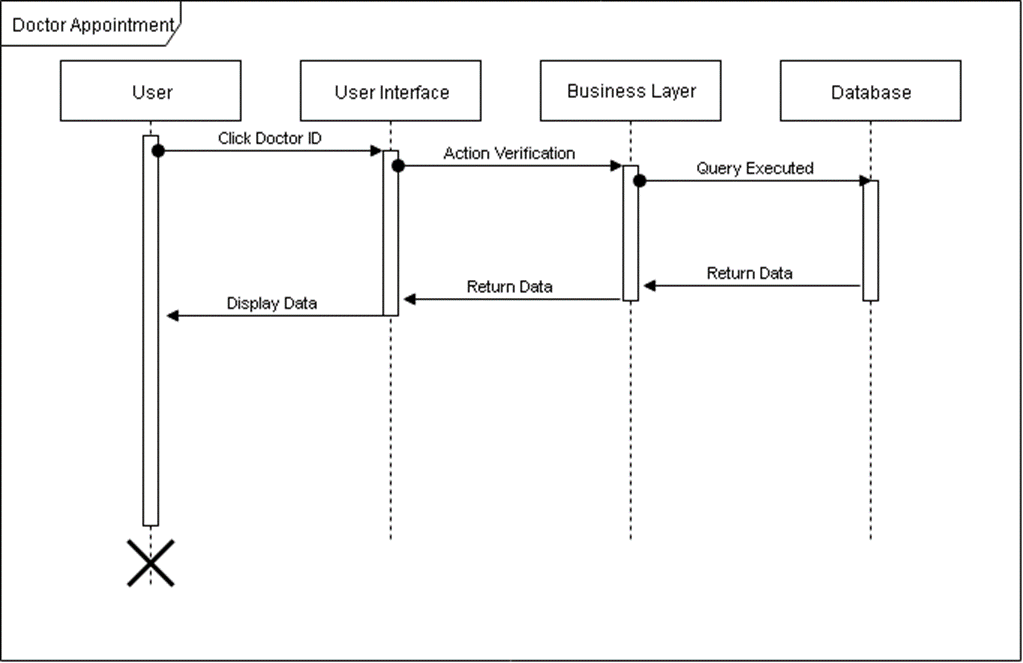 Doctor Appointment
User
User Interface
Business Layer
Database
Click Doctor ID
Action Verification
Query Executed
Return Data
Return Data
Display Data